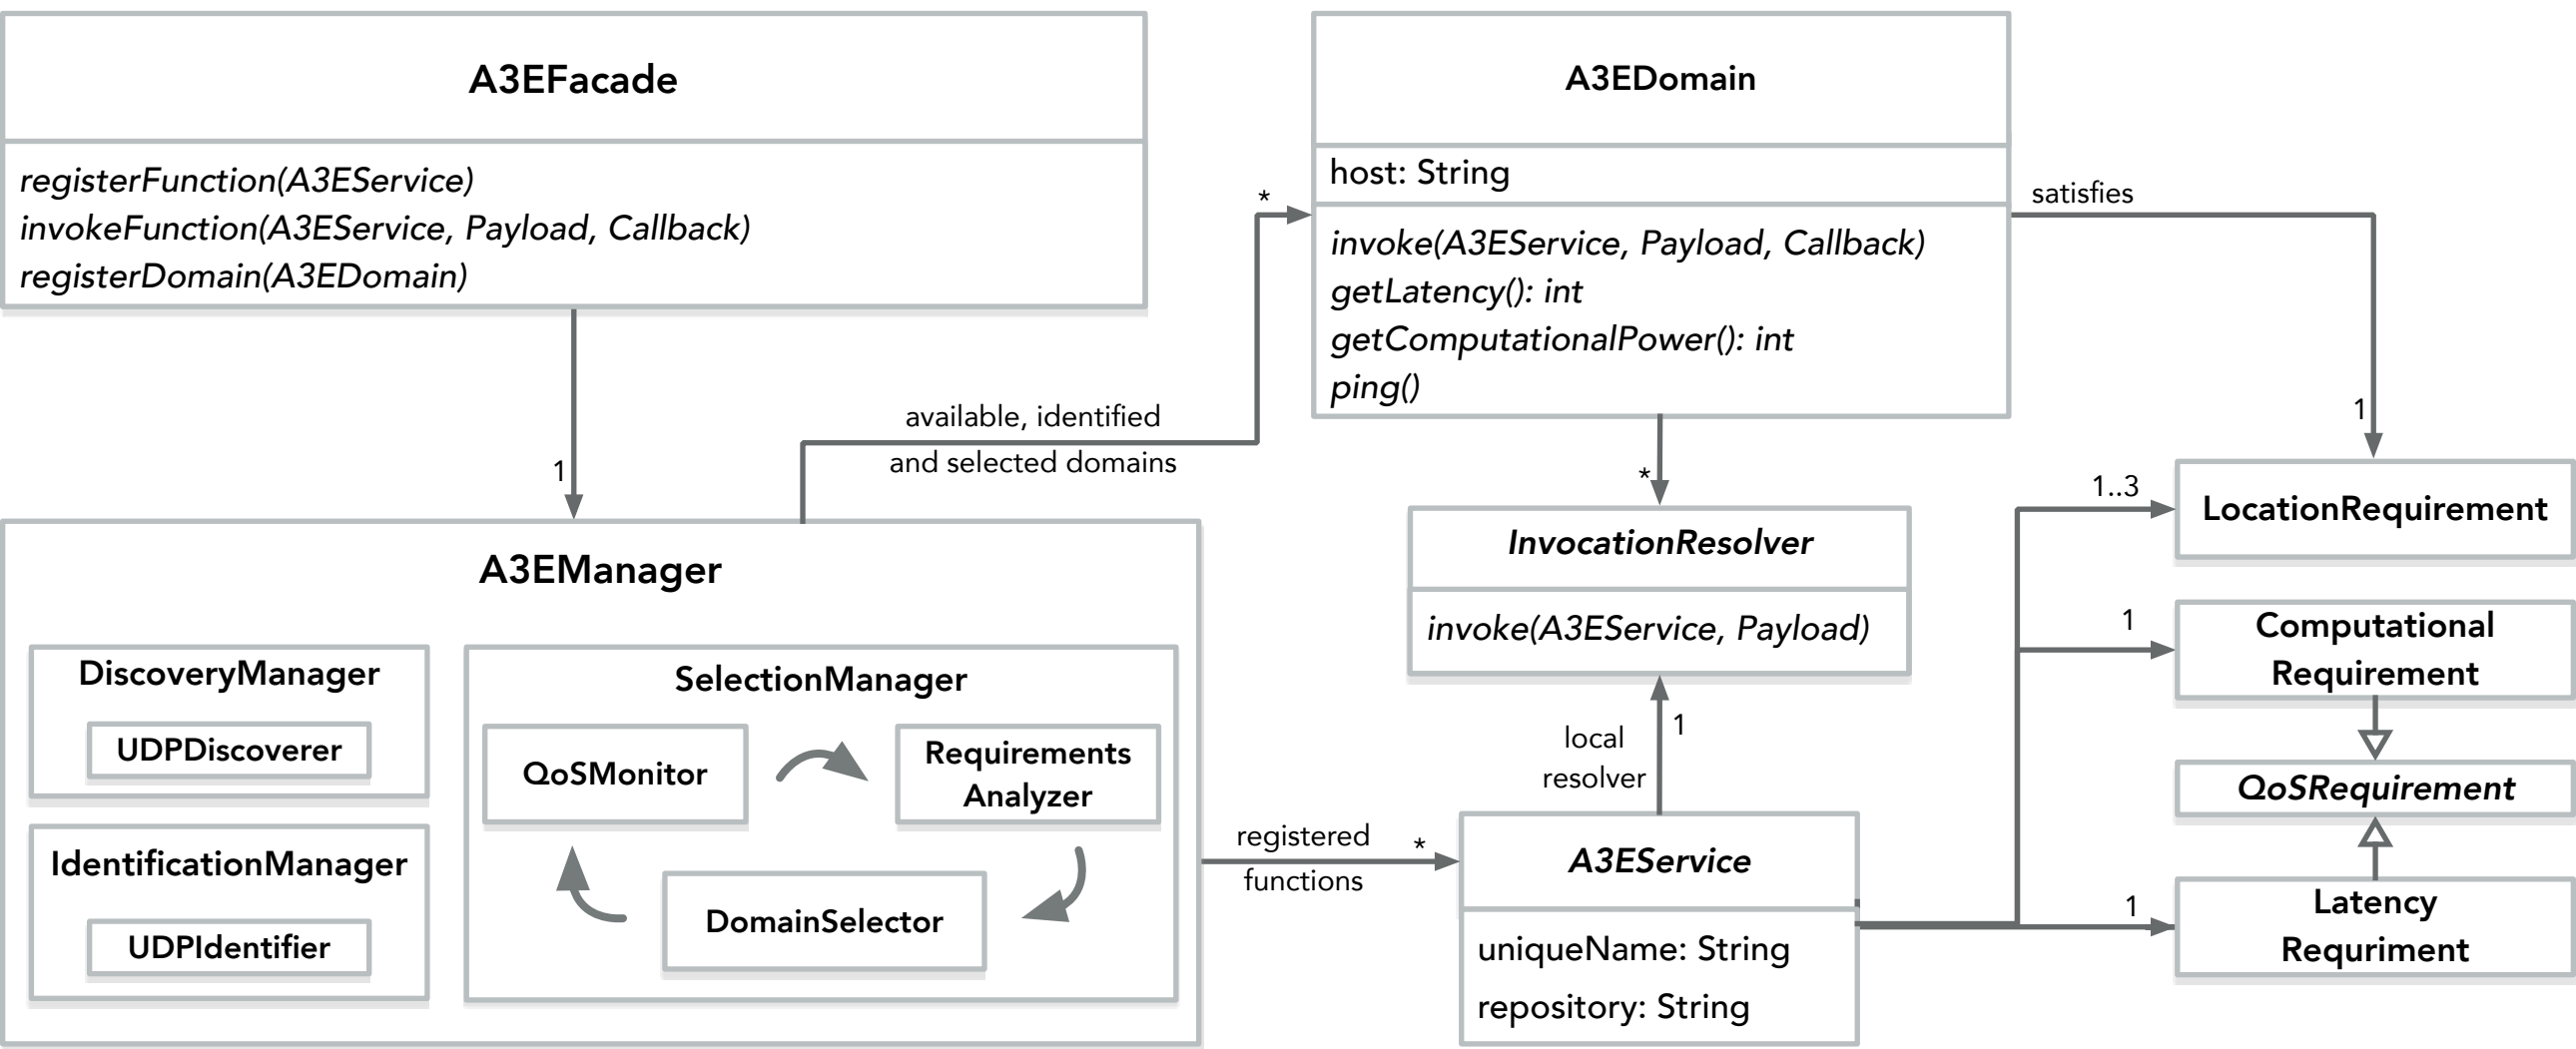 A3EFacade
registerFunction(A3EService)
invokeFunction(A3EService, Payload, Callback)
registerDomain(A3EDomain)
1
available, identified
and selected domains
*
A3EDomain
host: String
invoke(A3EService, Payload, Callback)
getLatency(): int
getComputationalPower(): int
ping()
satisfies
1
*
InvocationResolver
invoke(A3EService, Payload)
1
local
resolver
A3EManager
DiscoveryManager
UDPDiscoverer
IdentificationManager
UDPIdentifier
SelectionManager
QoSMonitor
Requirements
Analyzer
DomainSelector
registered
functions
*
A3EService
uniqueName: String
repository: String
1..3
LocationRequirement
1
Computational
Requirement
QoSRequirement
1
Latency
Requriment